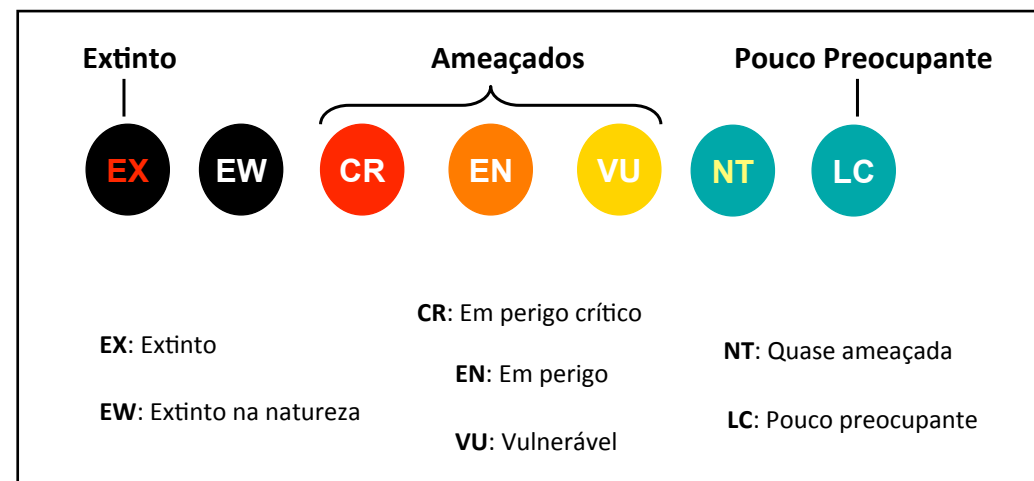 Extinto
Ameaçados
Pouco Preocupante
EX
EW
CR
EN
VU
NT
LC
EX: Extinto
EW: Extinto na natureza
CR: Em perigo crítico
EN: Em perigo
VU: Vulnerável
NT: Quase ameaçada
LC: Pouco preocupante